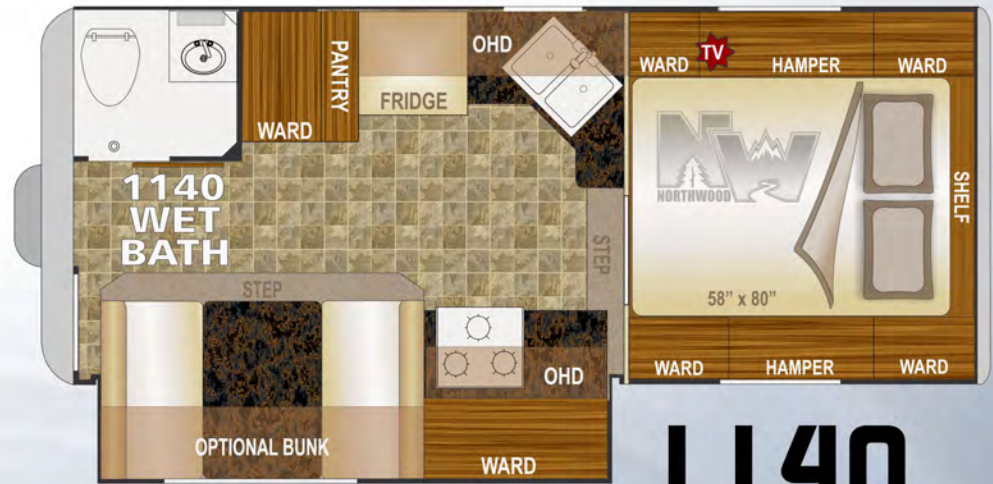 PANTRY
WARD
FRIDGE
OHD
WARD
TV
HAMPER
WARD
1140
WET
BATH
NW
NORTHWOOD
SHELF
STEP
58" x 80"
STEP
OPTIONAL BUNK
OHD
WARD
WARD
HAMPER
WARD
1140